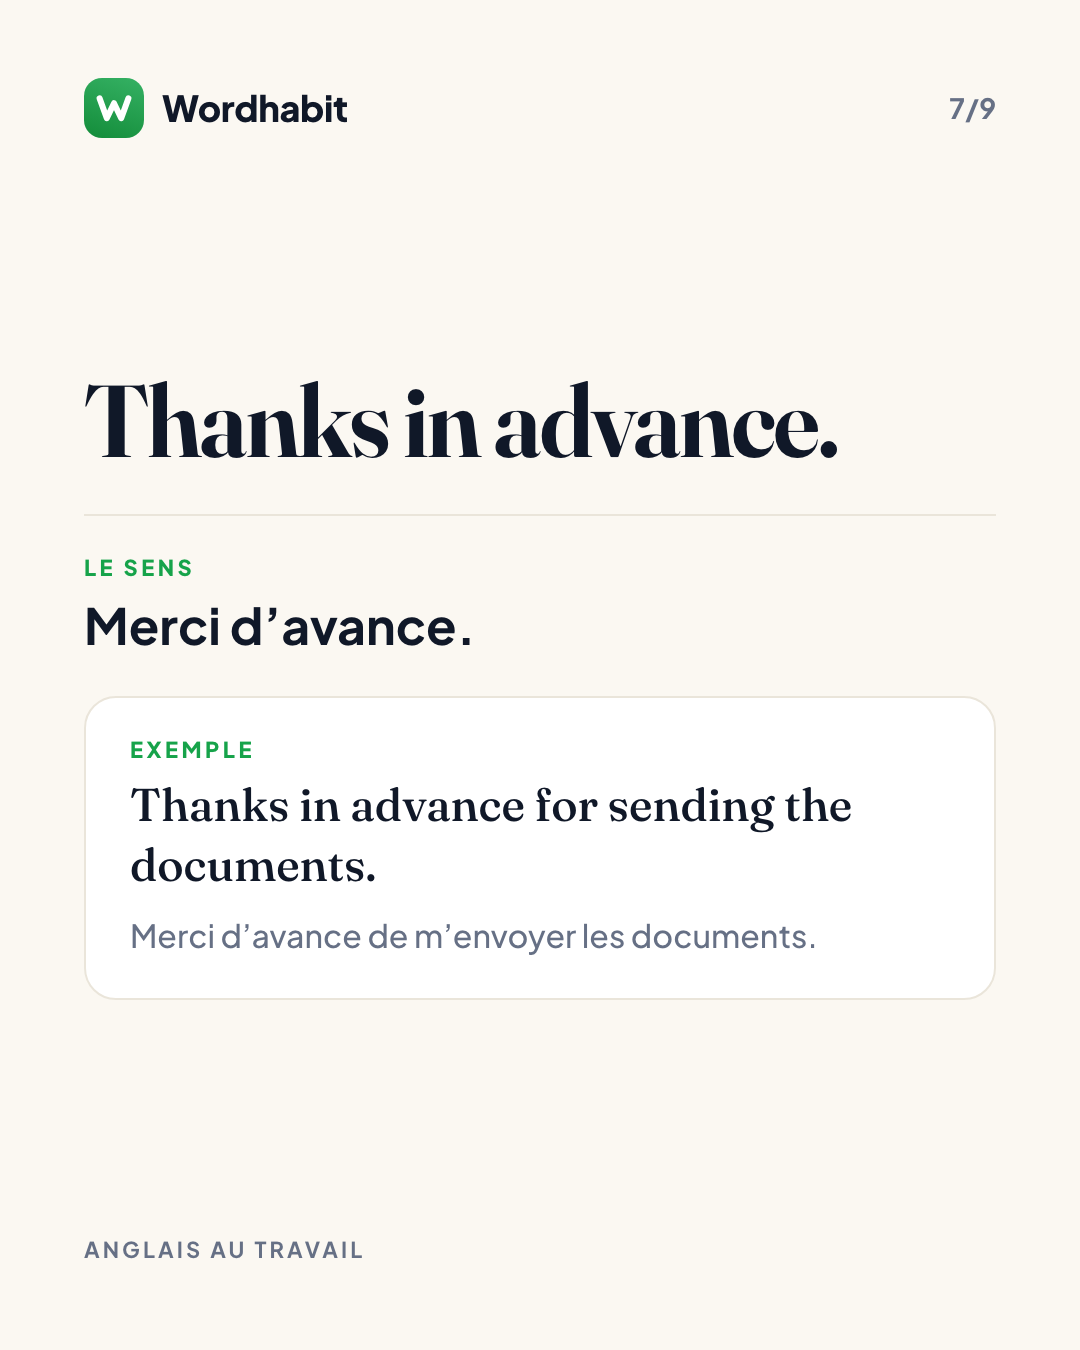 Wordhabit
7/9
Thanks in advance.
LE SENS
Merci d’avance.
EXEMPLE
Thanks in advance for sending the
documents.
Merci d’avance de m’envoyer les documents.
ANGLAIS AU TRAVAIL